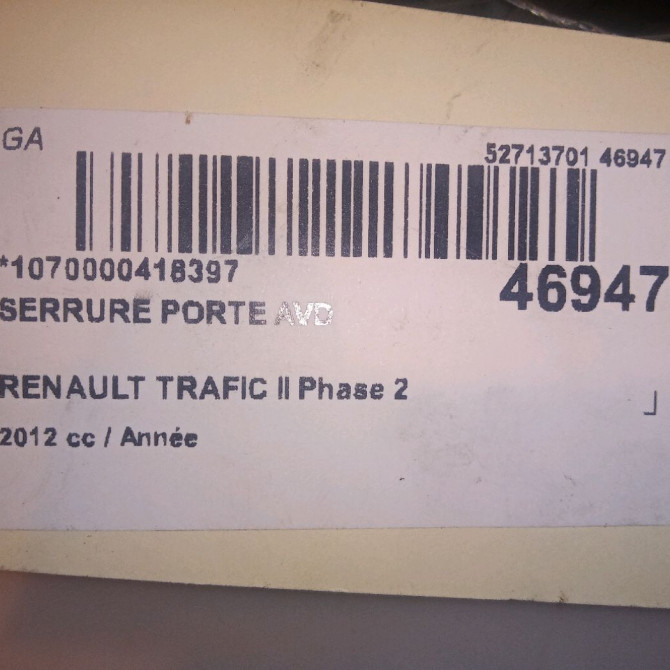 GA
52713701 46947
*1070000418397
46947
SERRURE PORTE AVD
RENAULT TRAFIC II Phase 2
2012 cc / Année